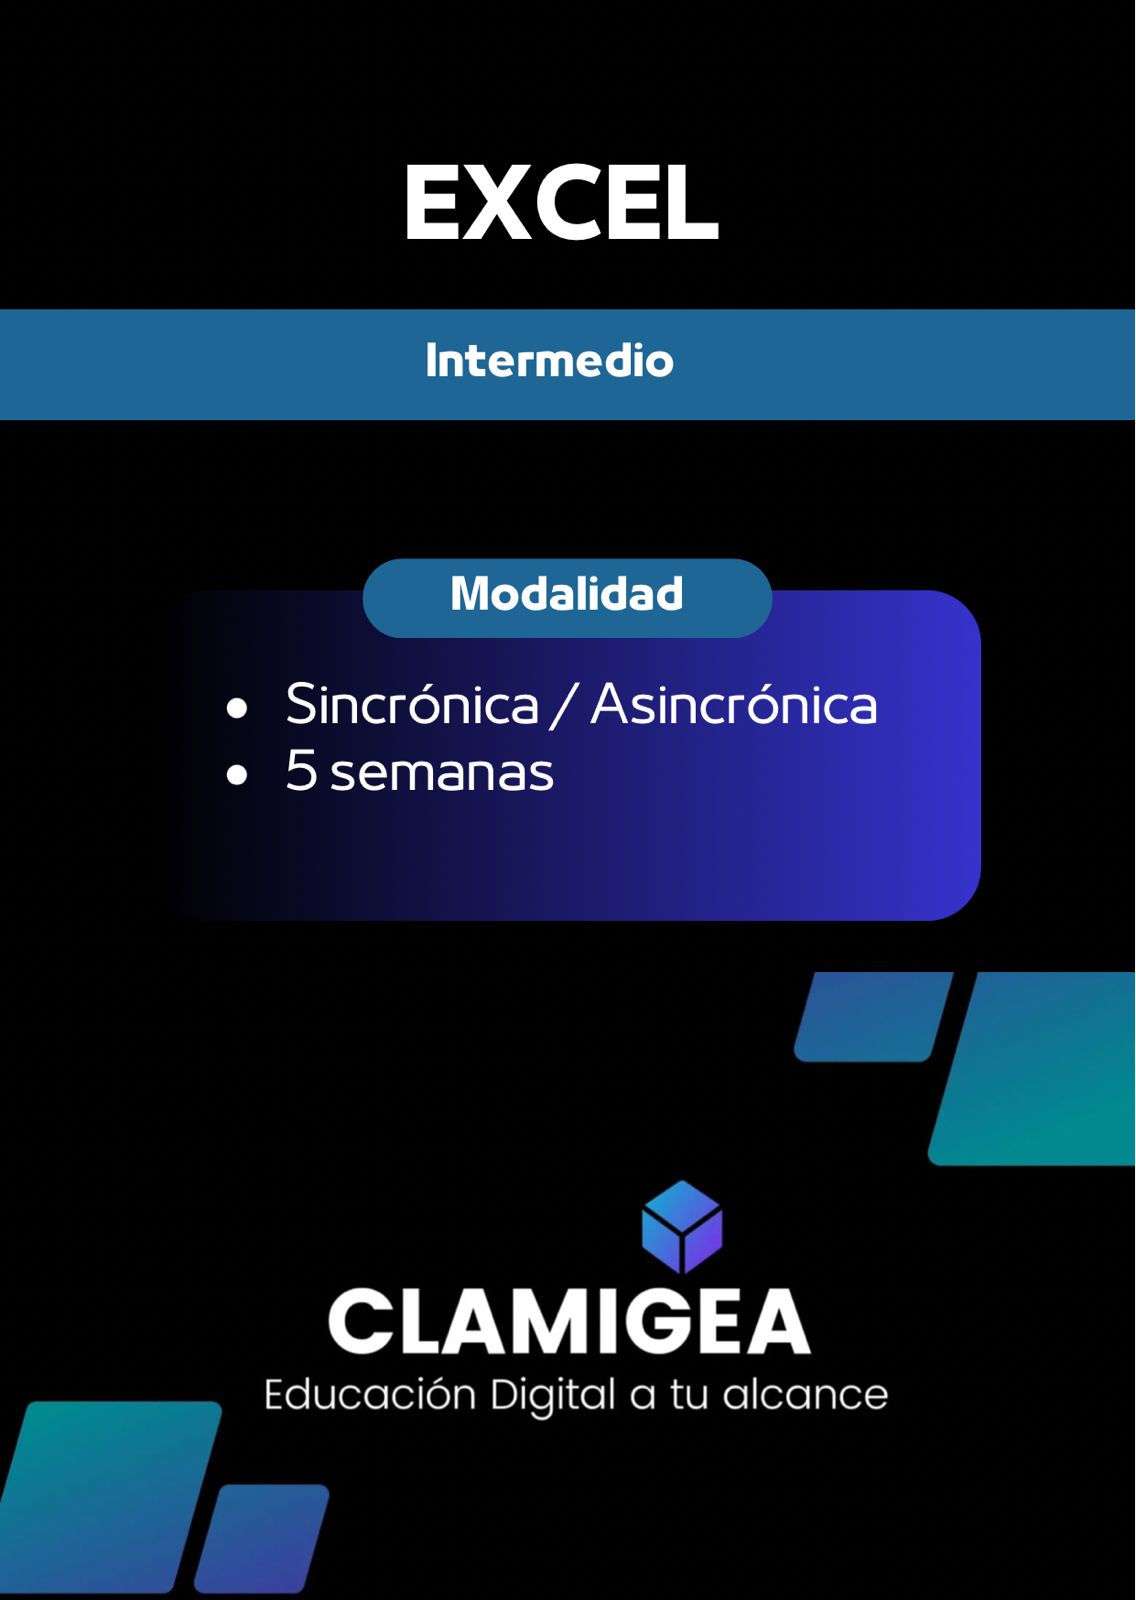 EXCEL
Intermedio
Modalidad
Sincrónica / Asincrónica
5 semanas
CLAMIGEA
Educación Digital a tu alcance